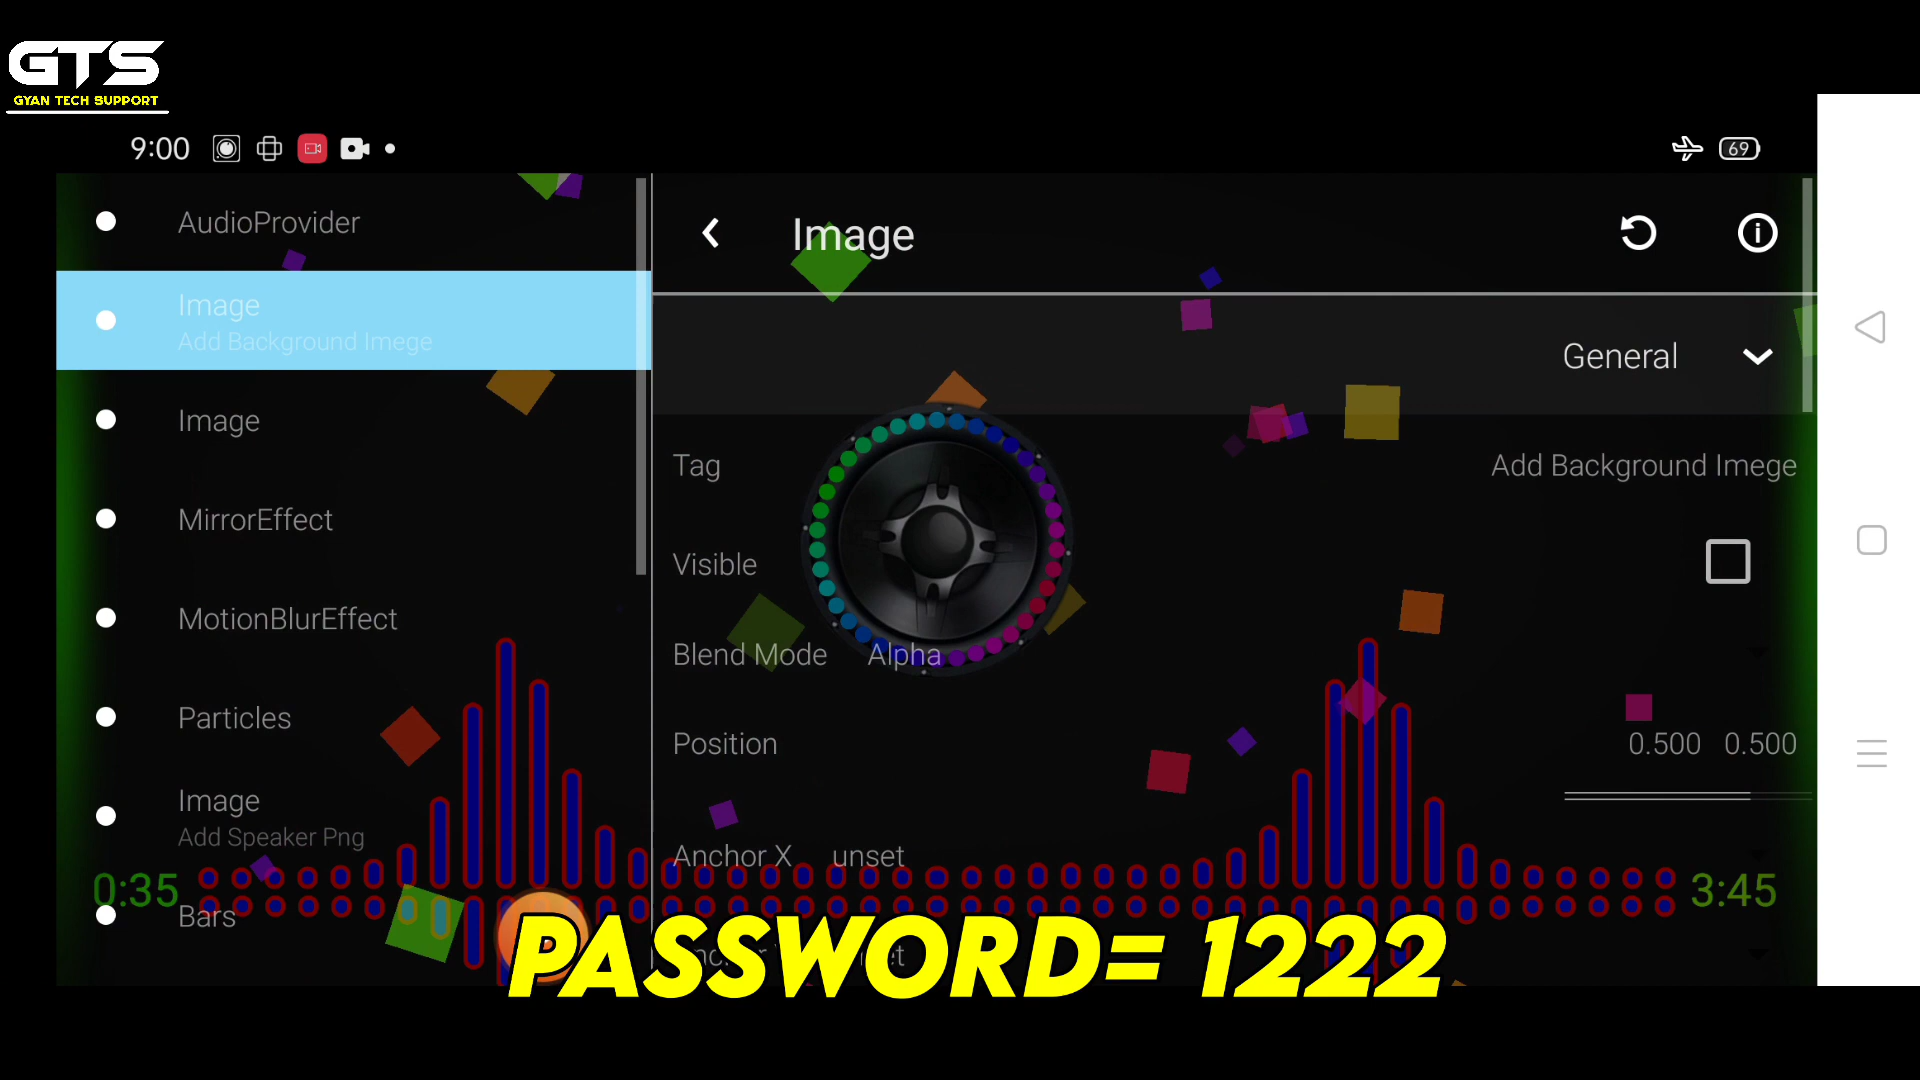 GTS
GYAN TECH SUPPORT
9:00
69
AudioProvider
Image
Add Background Imege
Image
MirrorEffect
MotionBlurEffect
Particles
Image
Add Speaker Png
Bars
0:35
Image
General
Tag
Add Background Imege
Visible
Blend Mode Alpha
Position
0.500 0.500
Anchor X unset
3:45
PASSWORD= 1222